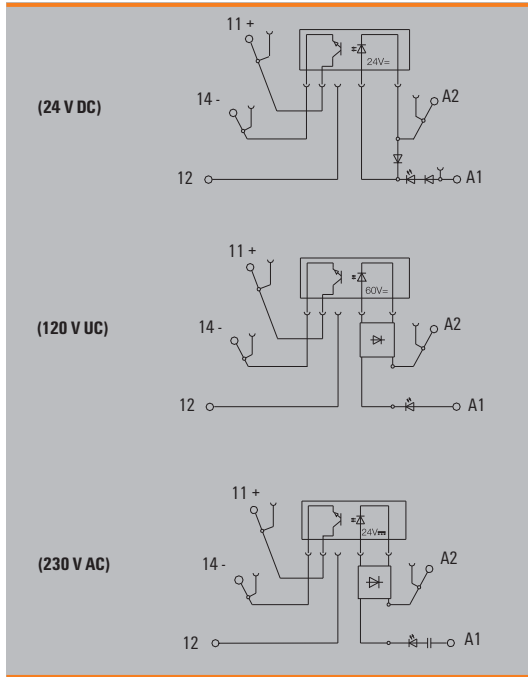 11 +
24V=
14 -
A2
(24 V DC)
12
A1
11 +
60V=
14 -
A2
(120 V UC)
12
A1
11 +
24V⎓
14 -
A2
(230 V AC)
12
A1